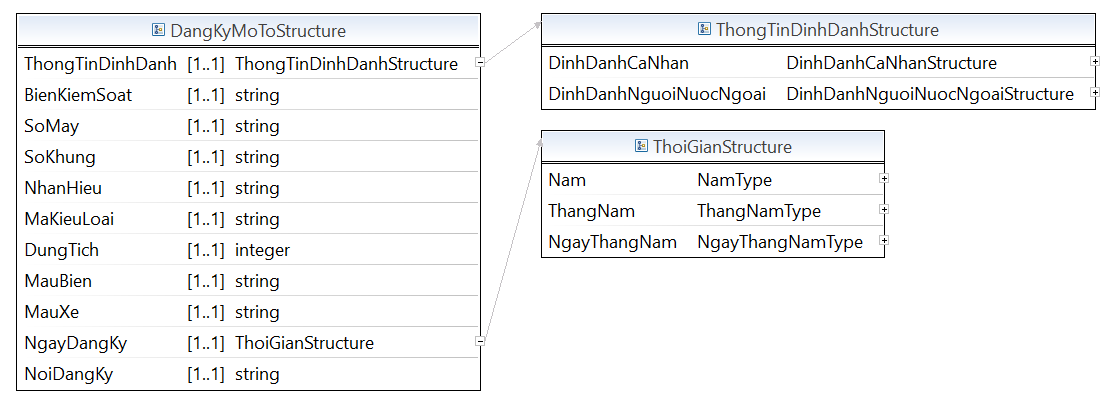 DangKyMoToStructure
ThongTinDinhDanh [1..1] ThongTinDinhDanhStructure
BienKiemSoat [1..1] string
SoMay [1..1] string
SoKhung [1..1] string
NhanHieu [1..1] string
MaKieuLoai [1..1] string
DungTich [1..1] integer
MauBien [1..1] string
MauXe [1..1] string
NgayDangKy [1..1] ThoiGianStructure
NoiDangKy [1..1] string
ThongTinDinhDanhStructure
DinhDanhCaNhan DinhDanhCaNhanStructure
DinhDanhNguoiNuocNgoai DinhDanhNguoiNuocNgoaiStructure
ThoiGianStructure
Nam NamType
ThangNam ThangNamType
NgayThangNam NgayThangNamType